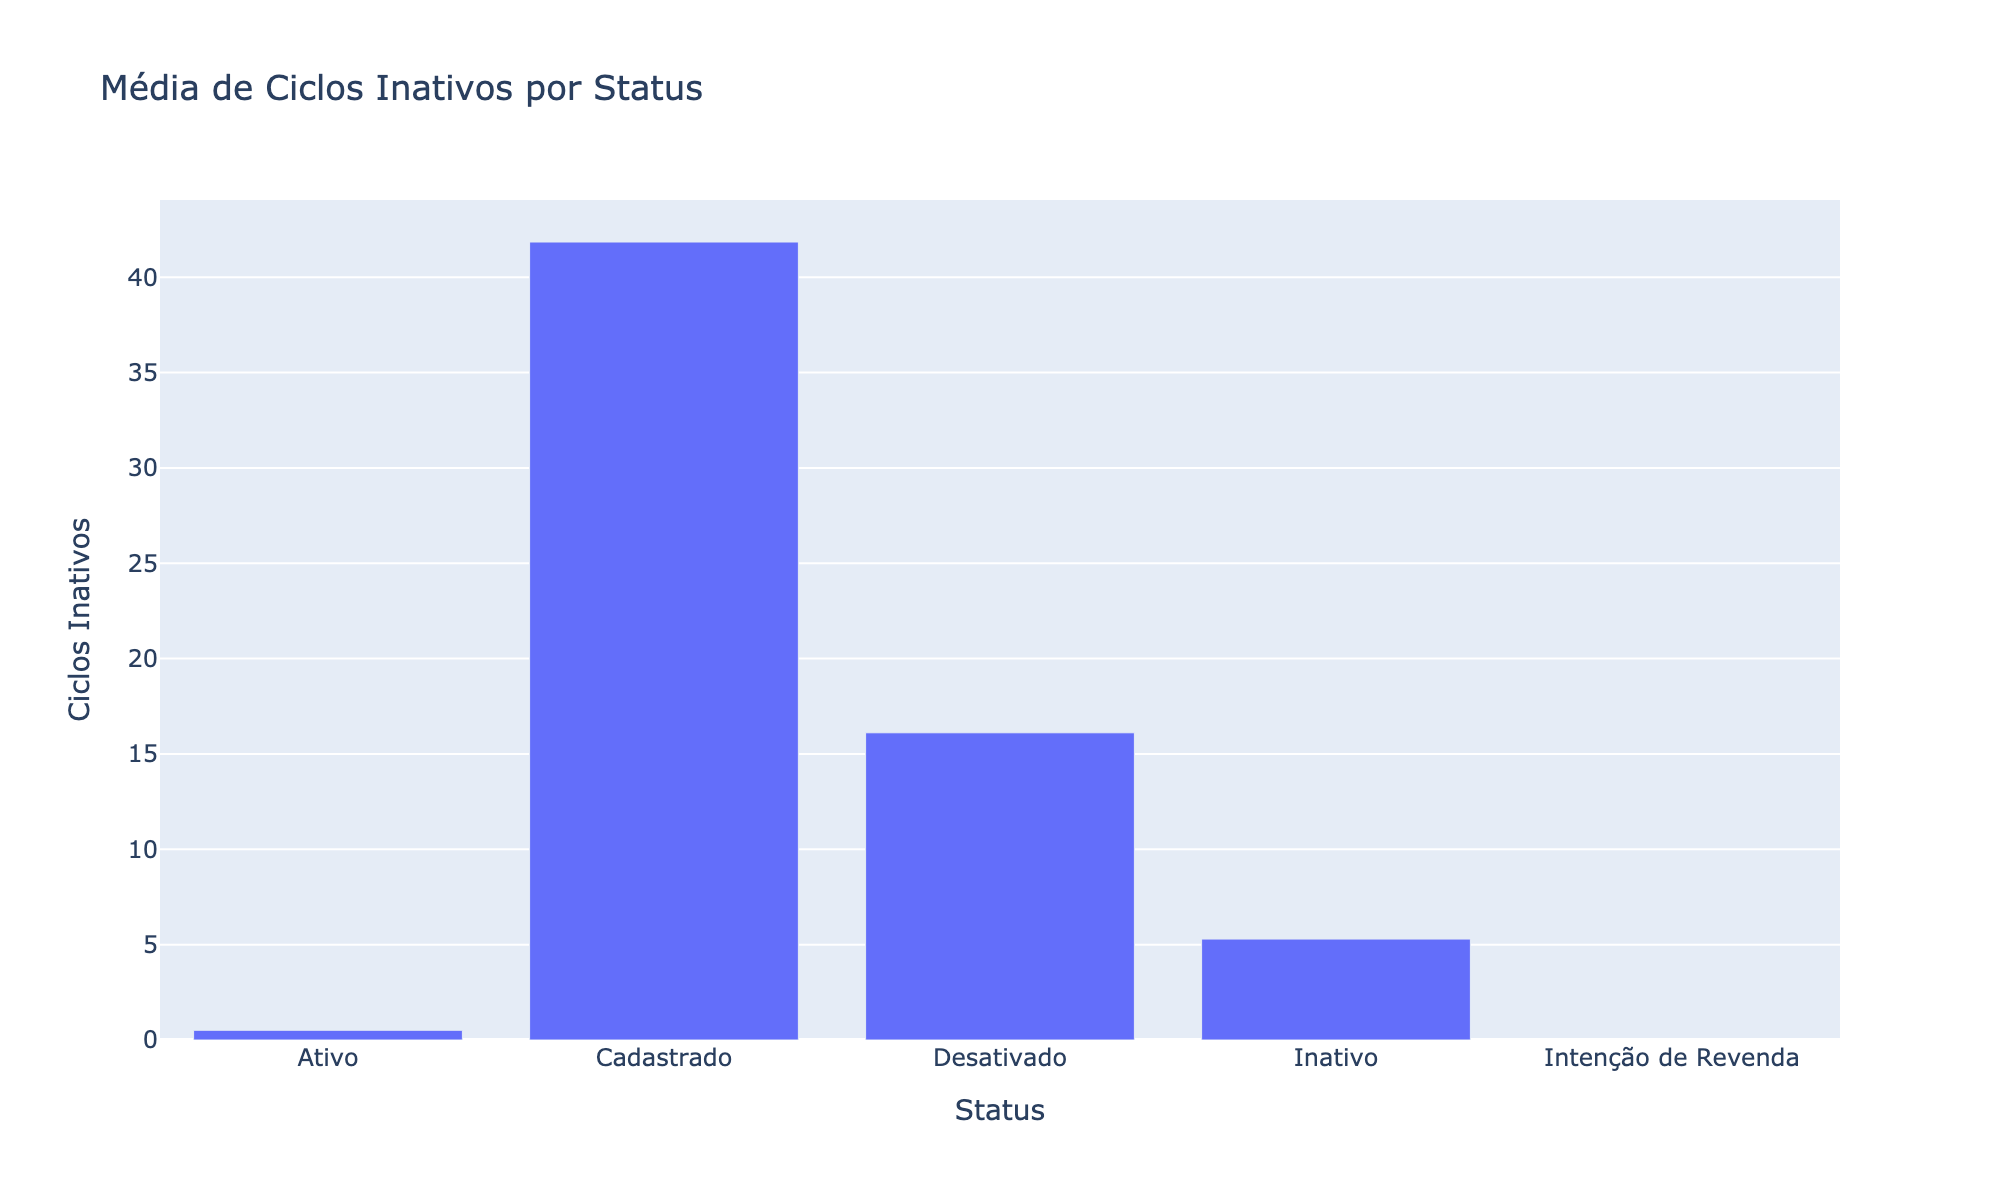 Média de Ciclos Inativos por Status
Ciclos Inativos
40
35
30
25
20
15
10
5
0
Ativo Cadastrado Desativado Inativo Intenção de Revenda
Status